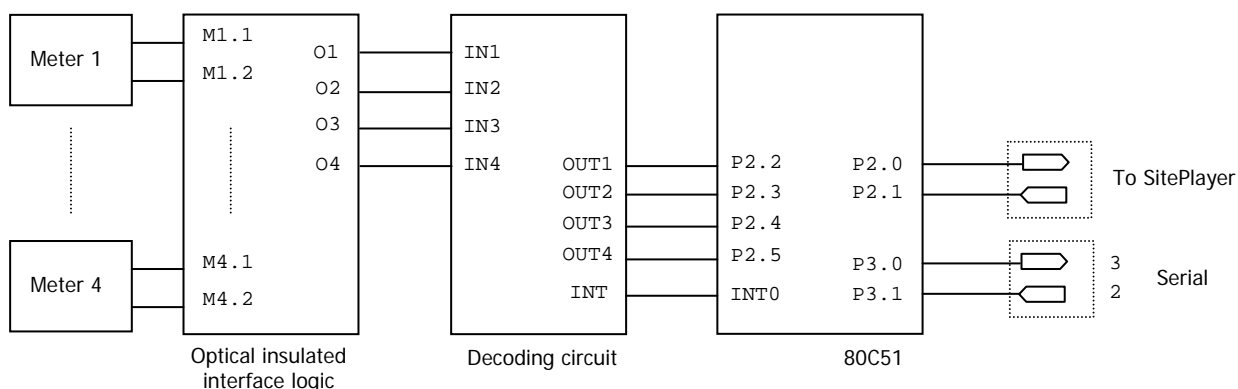 Meter 1
M1.1
M1.2
O1
O2
O3
O4
IN1
IN2
IN3
IN4
OUT1
OUT2
OUT3
OUT4
INT
P2.2
P2.3
P2.4
P2.5
INT0
P2.0
P2.1
P3.0
P3.1
To SitePlayer
3
2
Serial
Meter 4
M4.1
M4.2
Optical insulated
interface logic
Decoding circuit
80C51